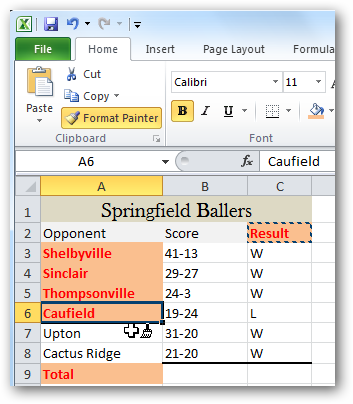 File Home Insert Page Layout Formula
Cut
Copy
Paste
Format Painter
Clipboard
Calibri 11
B I U
Font
A6 fx Caufield
A B C
1 Springfield Ballers
2 Opponent Score Result
3 Shelbyville 41-13 W
4 Sinclair 29-27 W
5 Thompsonville 24-3 W
6 Caufield 19-24 L
7 Upton 31-20 W
8 Cactus Ridge 21-20 W
9 Total